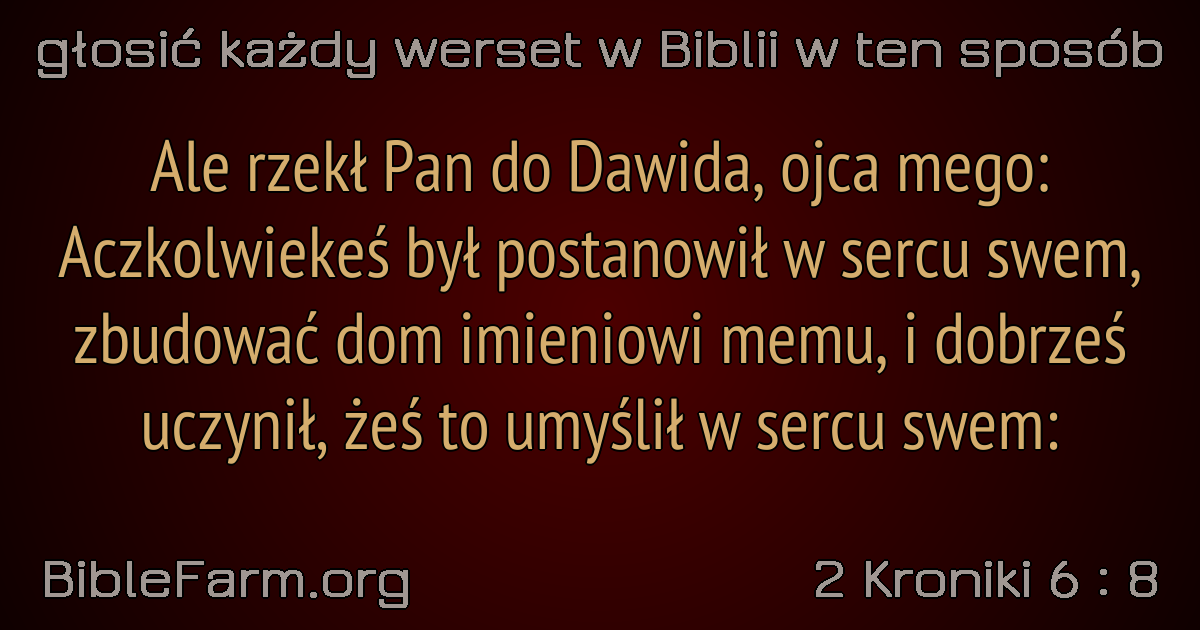 głosić każdy werset w Biblii w ten sposób
Ale rzekł Pan do Dawida, ojca mego:
Aczkolwiekeś był postanowił w sercu swem,
zbudować dom imieniowi memu, i dobrześ
uczynił, żeś to umyślił w sercu swem:
BibleFarm.org
2 Kroniki 6 : 8